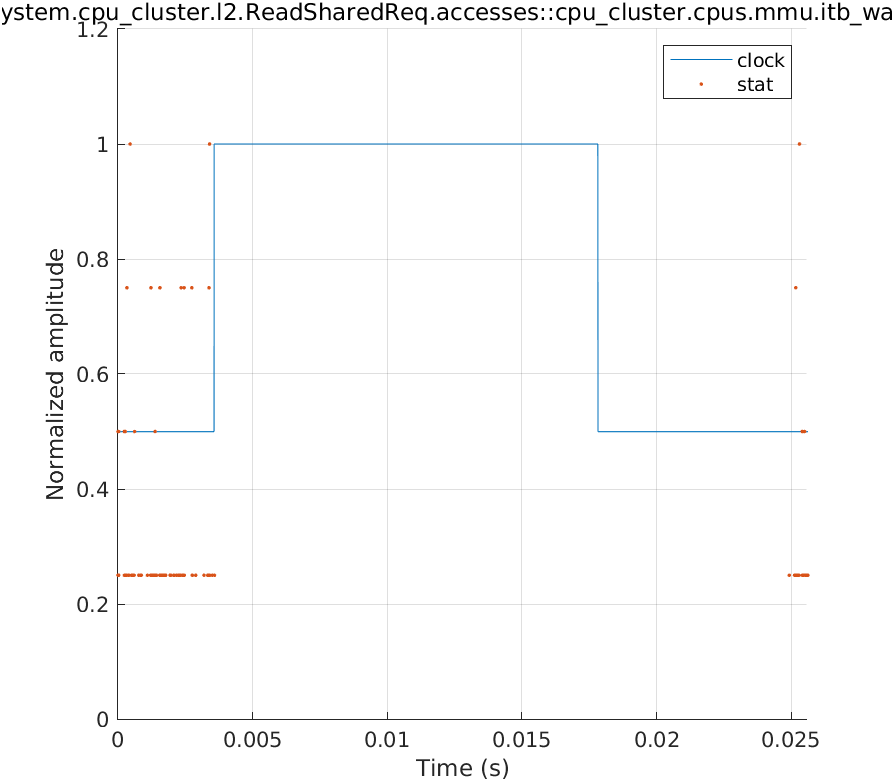 ystem.cpu_cluster.l2.ReadSharedReq.accesses::cpu_cluster.cpus.mmu.itb_wa
1.2
clock
stat
1
0.8
0.6
0.4
0.2
0
Normalized amplitude
0 0.005 0.01 0.015 0.02 0.025
Time (s)